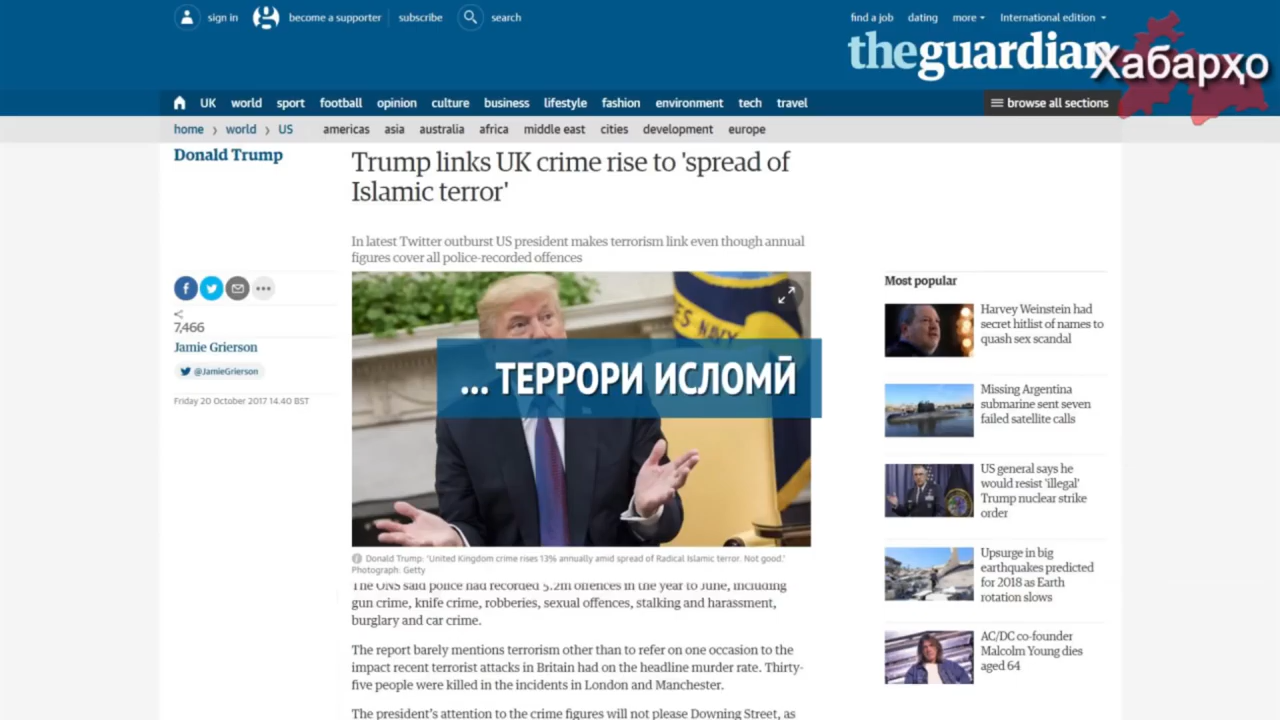 sign in
become a supporter
subscribe
search
find a job
dating
more
International edition
theguardian
Хабарҳо
UK
world
sport
football
opinion
culture
business
lifestyle
fashion
environment
tech
travel
browse all sections
home
world
US
americas
asia
australia
africa
middle east
cities
development
europe
Donald Trump
Trump links UK crime rise to 'spread of
Islamic terror'
In latest Twitter outburst US president makes terrorism link even though annual
figures cover all police-recorded offences
7,466
Jamie Grierson
@JamieGrierson
Friday 20 October 2017 14.40 BST
ES NAVY
... ТЕРРОРИ ИСЛОМӢ
Donald Trump: 'United Kingdom crime rises 13% annually amid spread of Radical Islamic terror. Not good.'
Photograph: Getty
The ONS said police had recorded 5.2m offences in the year to June, including
gun crime, knife crime, robberies, sexual offences, stalking and harassment,
burglary and car crime.
The report barely mentions terrorism other than to refer on one occasion to the
impact recent terrorist attacks in Britain had on the headline murder rate. Thirty-
five people were killed in the incidents in London and Manchester.
The president's attention to the crime figures will not please Downing Street, as
Most popular
Harvey Weinstein had
secret hitlist of names to
quash sex scandal
Missing Argentina
submarine sent seven
failed satellite calls
US general says he
would resist 'illegal'
Trump nuclear strike
order
Upsurge in big
earthquakes predicted
for 2018 as Earth
rotation slows
AC/DC co-founder
Malcolm Young dies
aged 64